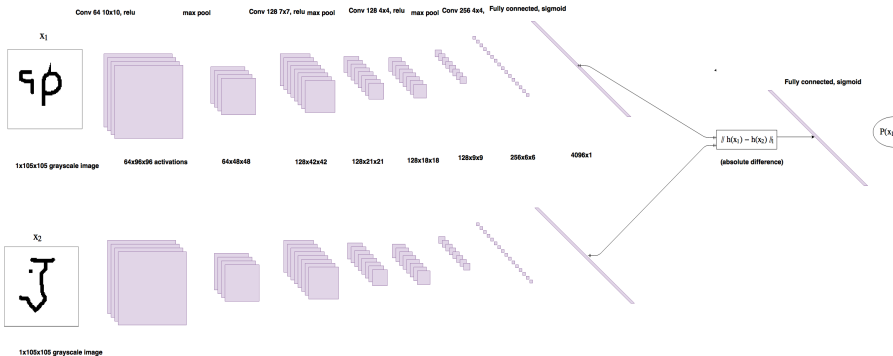 Conv 64 10x10, relu
max pool
Conv 128 7x7, relu
max pool
Conv 128 4x4, relu
max pool
Conv 256 4x4,
Fully connected, sigmoid
x1
1x105x105 grayscale image
64x96x96 activations
64x48x48
128x42x42
128x21x21
128x18x18
128x9x9
256x6x6
4096x1
|| h(x1) – h(x2) ||
(absolute difference)
Fully connected, sigmoid
x2
1x105x105 grayscale image